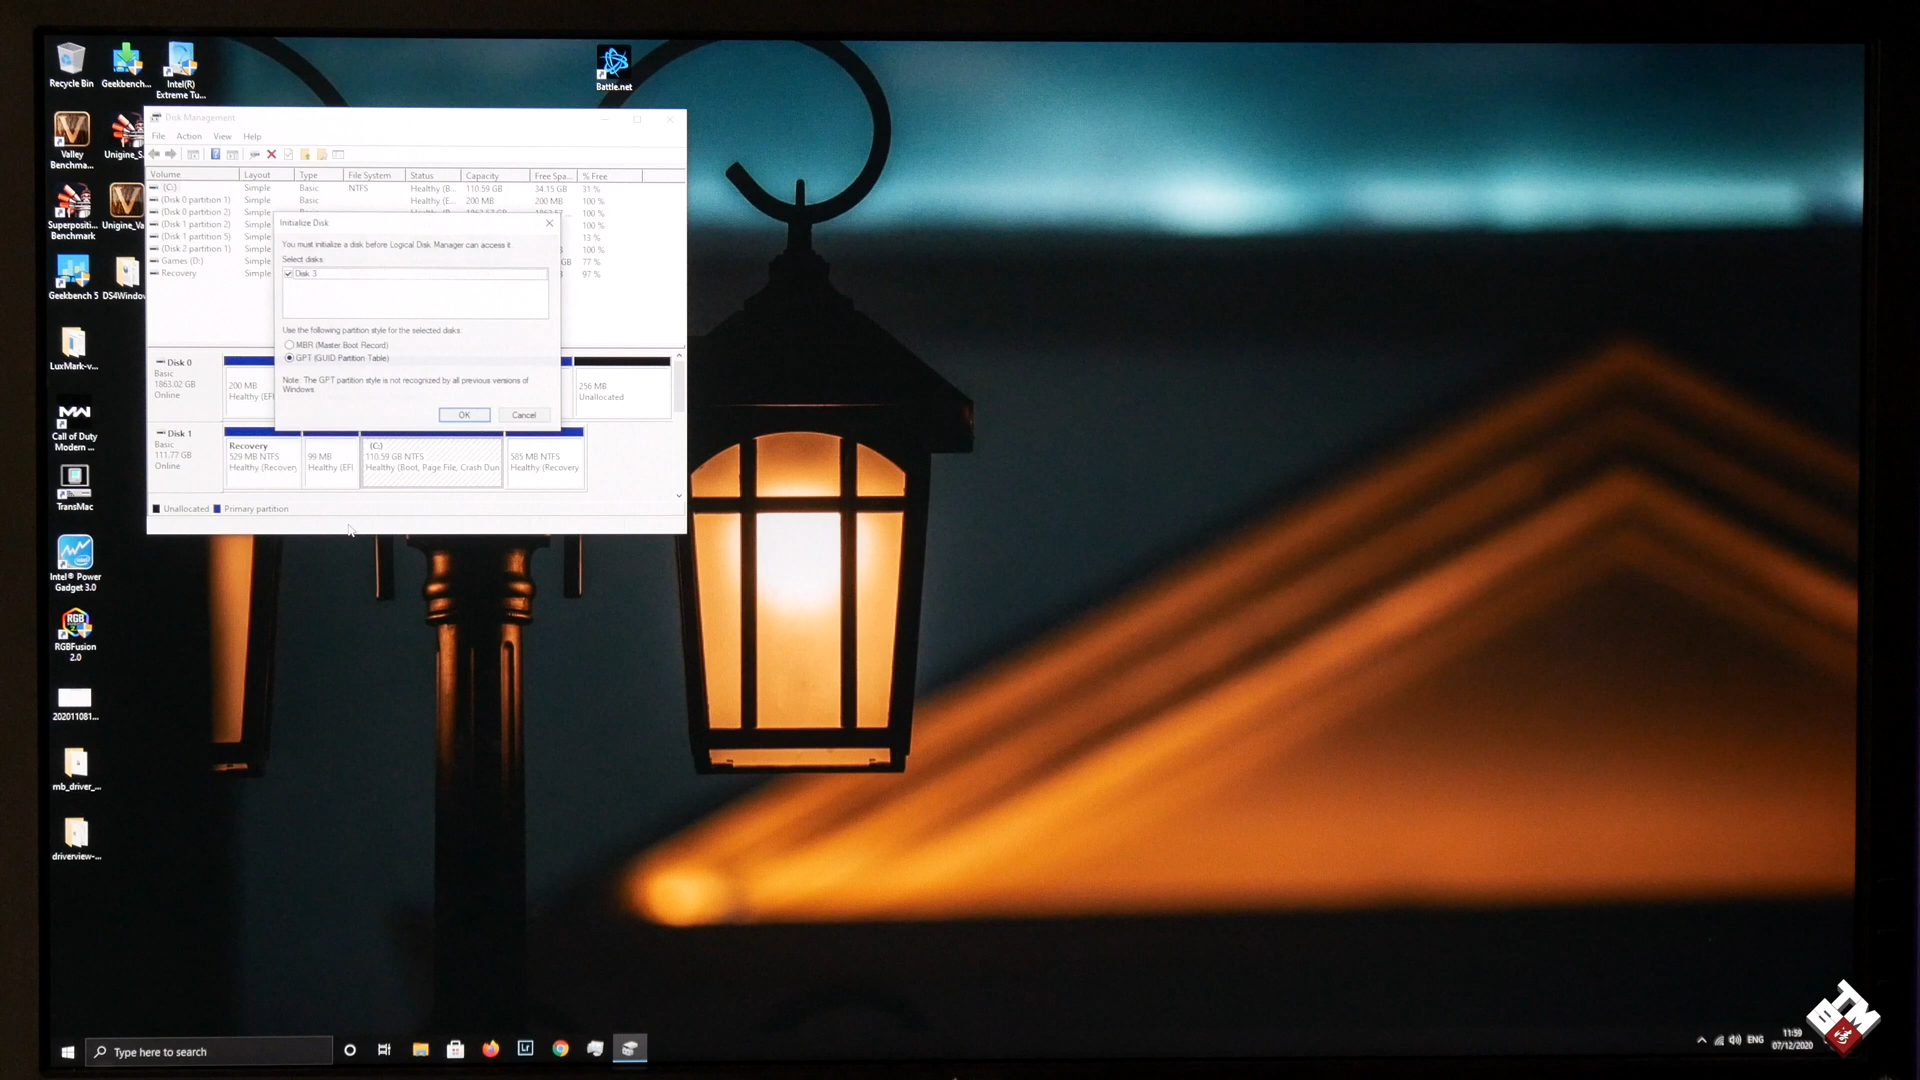 Recycle Bin
Geekbench...
Intel(R)
Extreme Tu...
Battle.net
Valley
Benchma...
Unigine_S
Superpositi...
Benchmark
Unigine_Va
Geekbench 5
DS4Window
LuxMark-v...
Call of Duty
Modern ...
TransMac
Intel® Power
Gadget 3.0
RGB
RGBFusion
2.0
202011081...
mb_driver_...
driverview-...
Disk Management
File Action View Help
Volume Layout Type File System Status Capacity Free Spa... % Free
(C:) Simple Basic NTFS Healthy (B... 110.59 GB 34.15 GB 31 %
(Disk 0 partition 1) Simple Basic Healthy (E... 200 MB 200 MB 100 %
(Disk 0 partition 2) Simple 100 %
(Disk 1 partition 2) Simple 100 %
(Disk 1 partition 5) Simple 13 %
(Disk 2 partition 1) Simple 100 %
Games (D:) Simple GB 77 %
Recovery Simple 97 %
Initialize Disk
You must initialize a disk before Logical Disk Manager can access it.
Select disks:
Disk 3
Use the following partition style for the selected disks:
MBR (Master Boot Record)
GPT (GUID Partition Table)
Note: The GPT partition style is not recognized by all previous versions of
Windows.
OK Cancel
Disk 0
Basic
1863.02 GB
Online
200 MB
Healthy (EFI
256 MB
Unallocated
Disk 1
Basic
111.77 GB
Online
Recovery
529 MB NTFS
Healthy (Recovery
99 MB
Healthy (EFI
(C:)
110.59 GB NTFS
Healthy (Boot, Page File, Crash Dun
585 MB NTFS
Healthy (Recovery
Unallocated Primary partition
Type here to search
Lr
ENG
11:59
07/12/2020
BTM